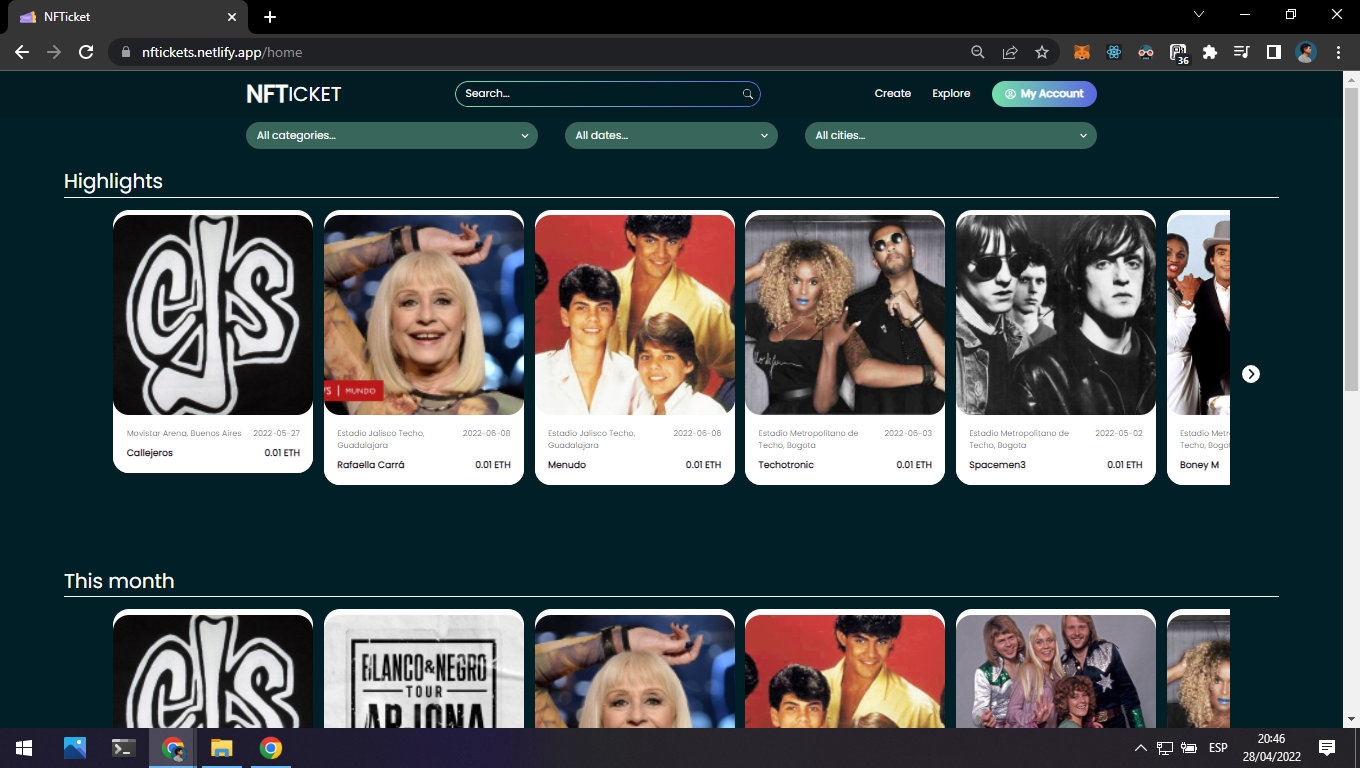 NFTicket
nftickets.netlify.app/home
36
NFTICKET
Search...
Create
Explore
My Account
All categories...
All dates...
All cities...
Highlights
CJS
MUNDO
Movistar Arena, Buenos Aires 2022-05-27
Callejeros 0.01 ETH
Estadio Jalisco Techo, 2022-06-08
Guadalajara
Rafaella Carrá 0.01 ETH
Estadio Jalisco Techo, 2022-06-06
Guadalajara
Menudo 0.01 ETH
Estadio Metropolitano de 2022-06-03
Techo, Bogota
Techotronic 0.01 ETH
Estadio Metropolitano de 2022-05-02
Techo, Bogota
Spacemen3 0.01 ETH
Estadio Metr
Techo, Bogo
Boney M
This month
BLANCO&NEGRO
TOUR
ARJONA
ESP
20:46
28/04/2022